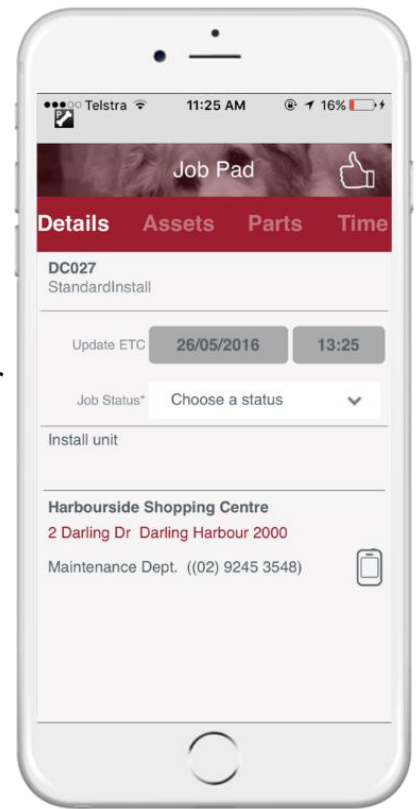 Telstra 11:25 AM 16%
Job Pad
Details Assets Parts Time
DC027
StandardInstall
Update ETC 26/05/2016 13:25
Job Status* Choose a status
Install unit
Harbourside Shopping Centre
2 Darling Dr Darling Harbour 2000
Maintenance Dept. ((02) 9245 3548)